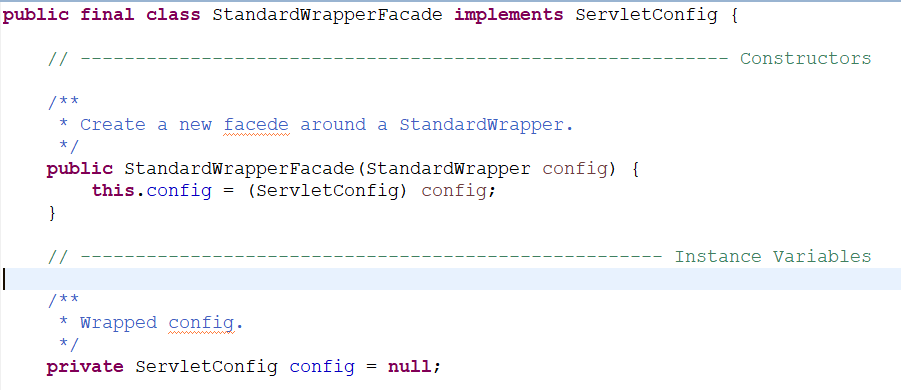 public final class StandardWrapperFacade implements ServletConfig {
// ----------------------------------------------------------- Constructors
/**
* Create a new facede around a StandardWrapper.
*/
public StandardWrapperFacade(StandardWrapper config) {
this.config = (ServletConfig) config;
}
// ----------------------------------------------------- Instance Variables
/**
* Wrapped config.
*/
private ServletConfig config = null;